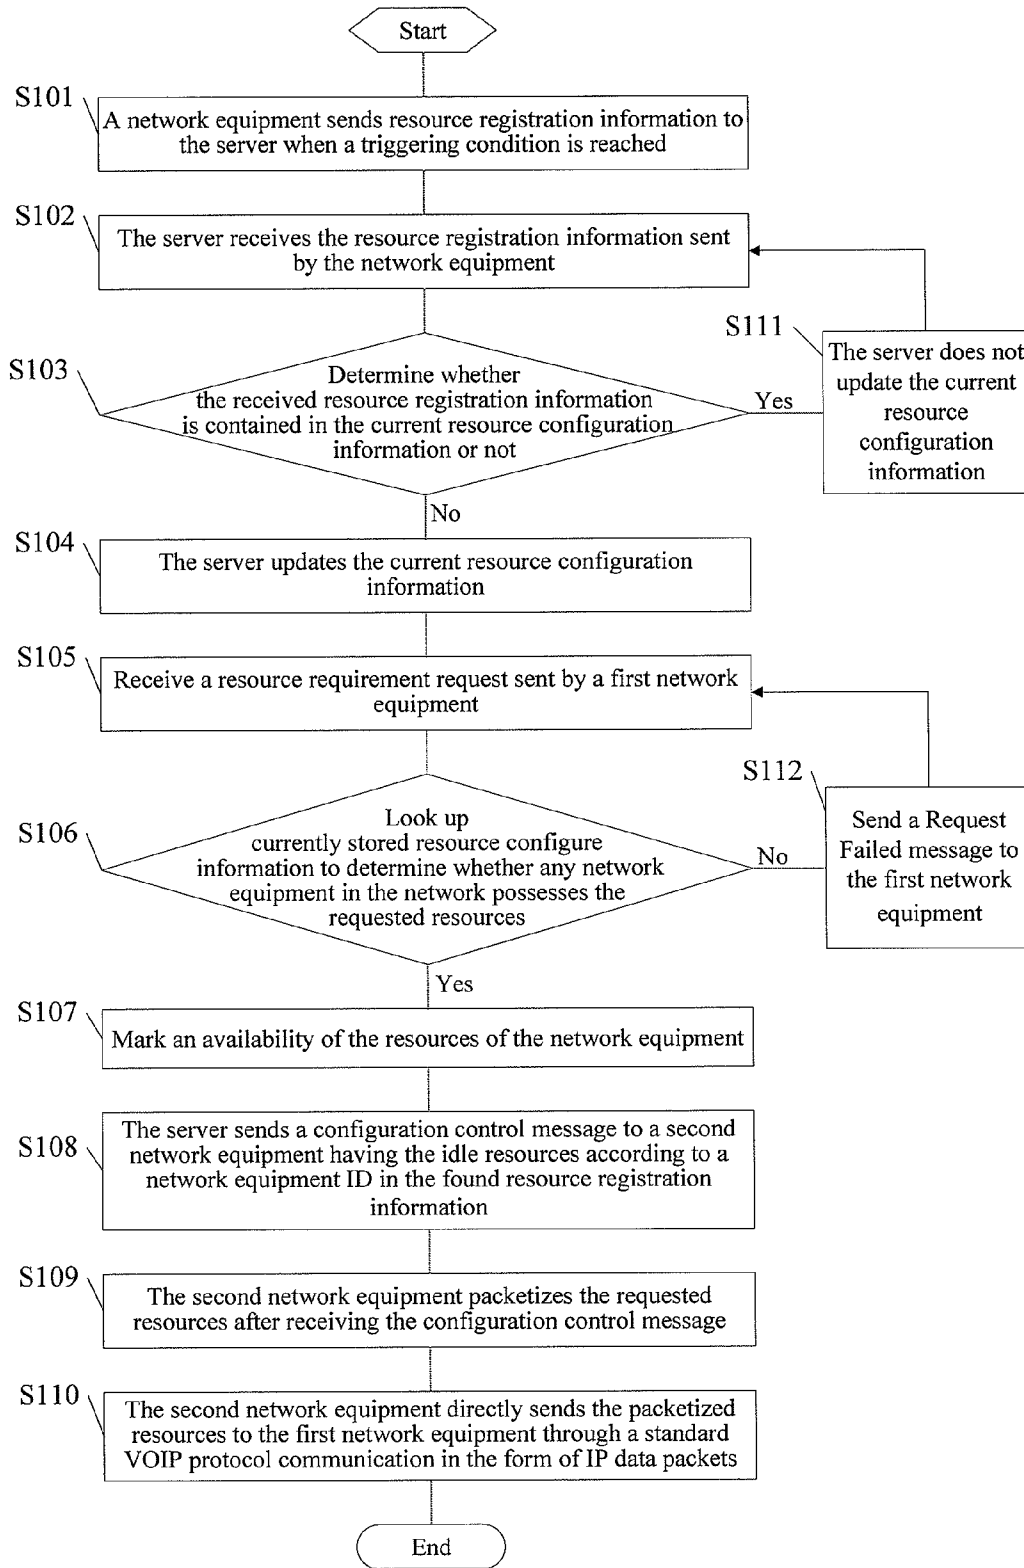 Start
S101
A network equipment sends resource registration information to
the server when a triggering condition is reached
S102
The server receives the resource registration information sent
by the network equipment
S111
The server does not
update the current
resource
configuration
information
S103
Determine whether
the received resource registration information
is contained in the current resource configuration
information or not
Yes
No
S104
The server updates the current resource configuration
information
S105
Receive a resource requirement request sent by a first network
equipment
S112
Send a Request
Failed message to
the first network
equipment
S106
Look up
currently stored resource configure
information to determine whether any network
equipment in the network possesses the
requested resources
No
Yes
S107
Mark an availability of the resources of the network equipment
S108
The server sends a configuration control message to a second
network equipment having the idle resources according to a
network equipment ID in the found resource registration
information
S109
The second network equipment packetizes the requested
resources after receiving the configuration control message
S110
The second network equipment directly sends the packetized
resources to the first network equipment through a standard
VOIP protocol communication in the form of IP data packets
End